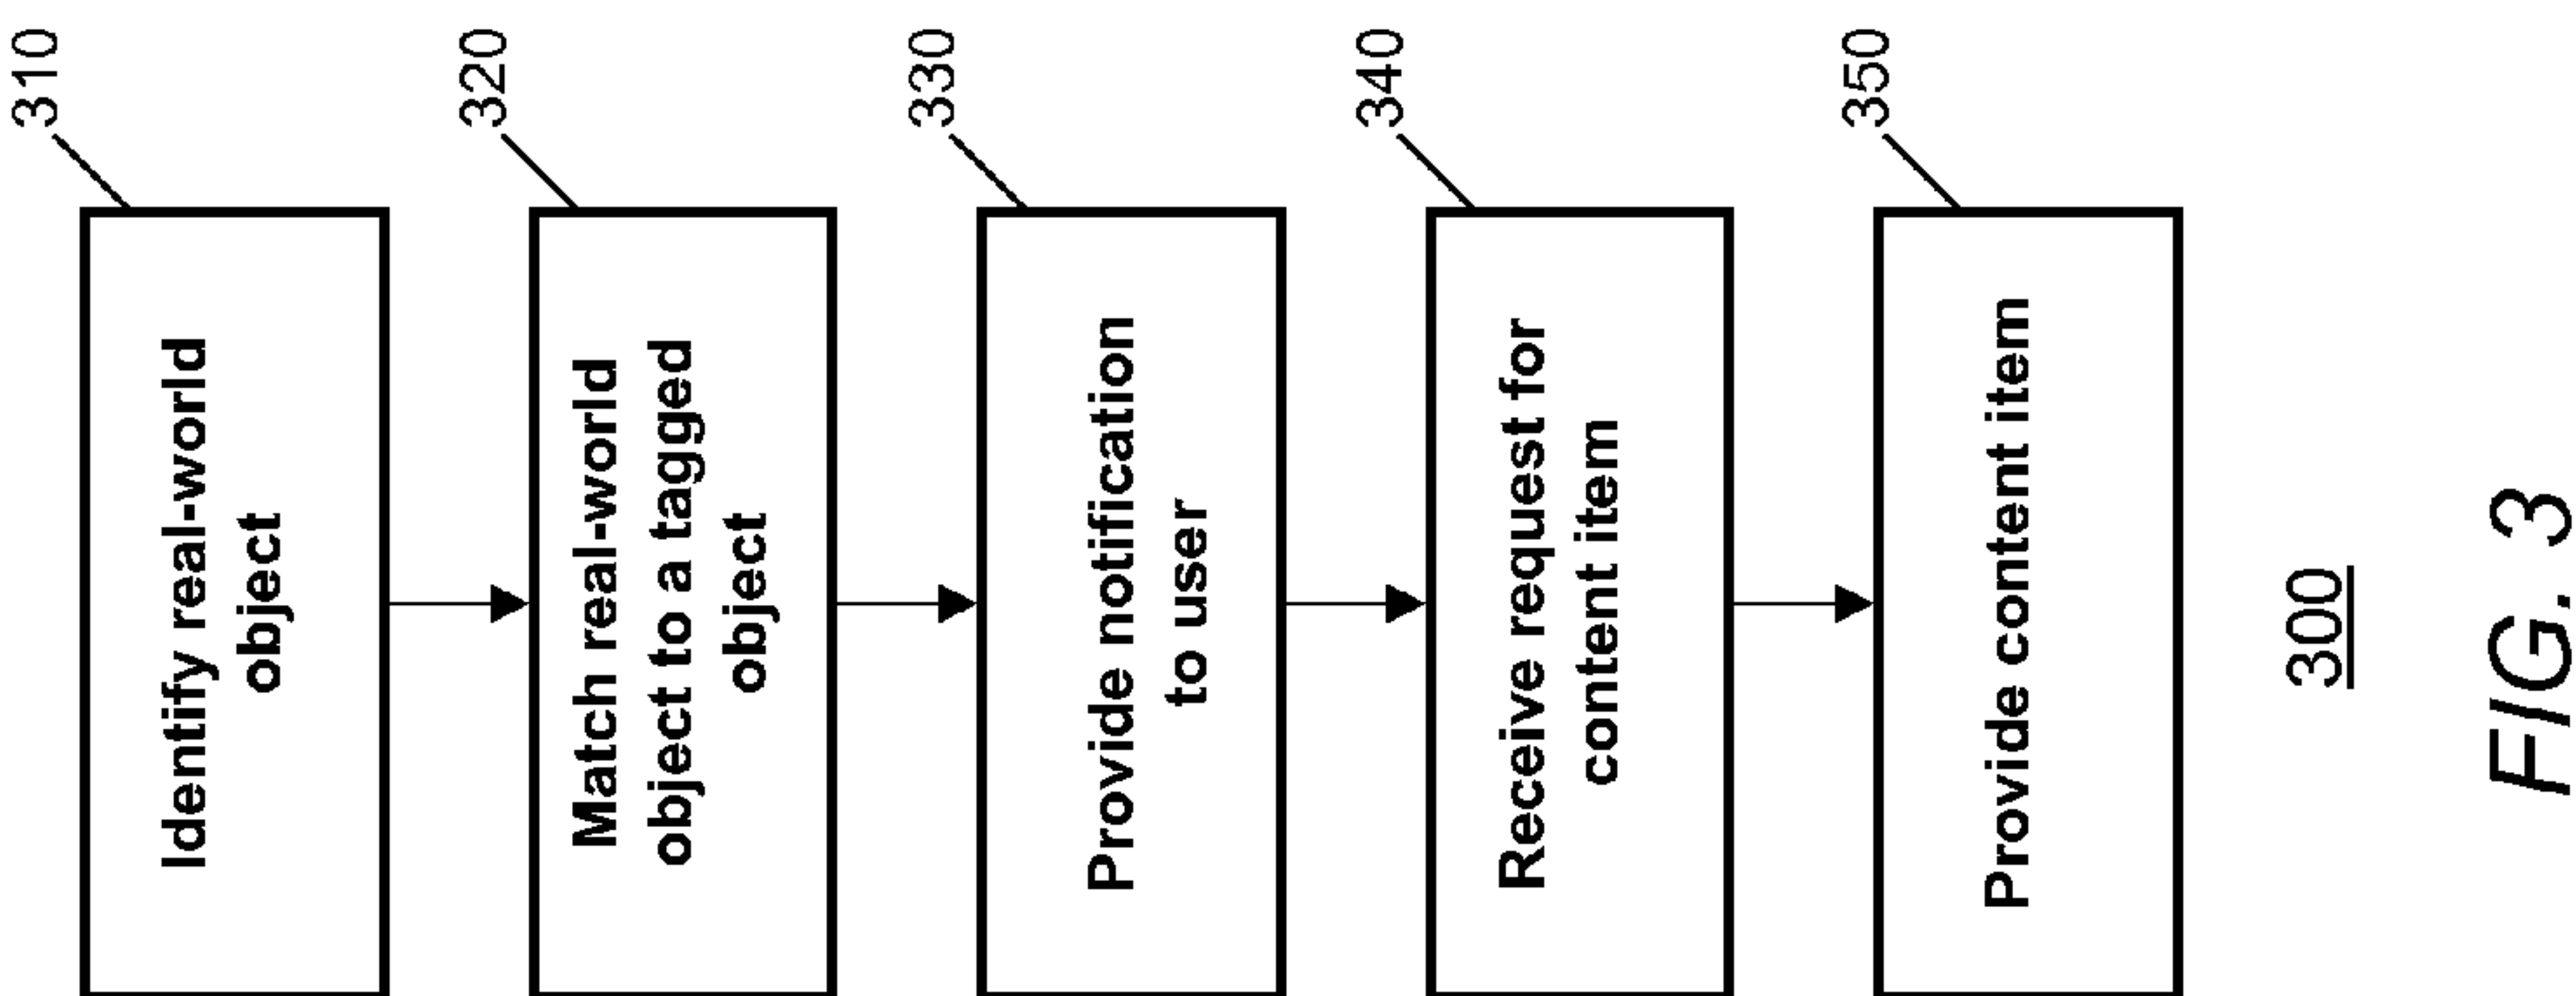 310
Identify real-world
object
320
Match real-world
object to a tagged
object
330
Provide notification
to user
340
Receive request for
content item
350
Provide content item
300
FIG. 3